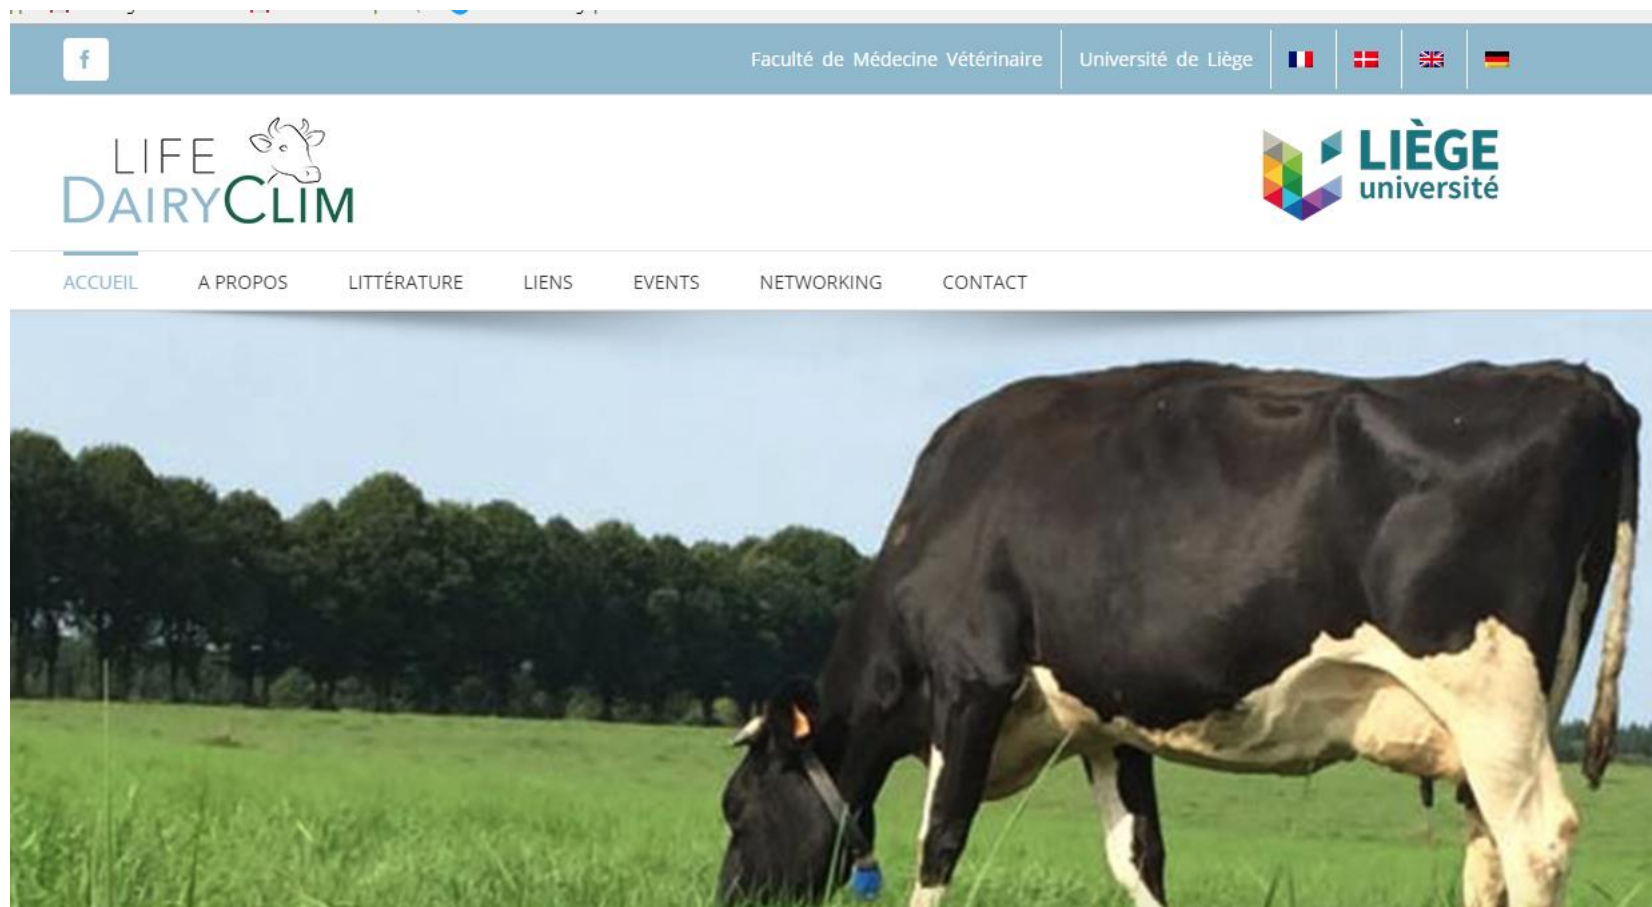 f
Faculté de Médecine Vétérinaire
Université de Liège
LIFE
DAIRYCLIM
LIÈGE
université
ACCUEIL
A PROPOS
LITTÉRATURE
LIENS
EVENTS
NETWORKING
CONTACT